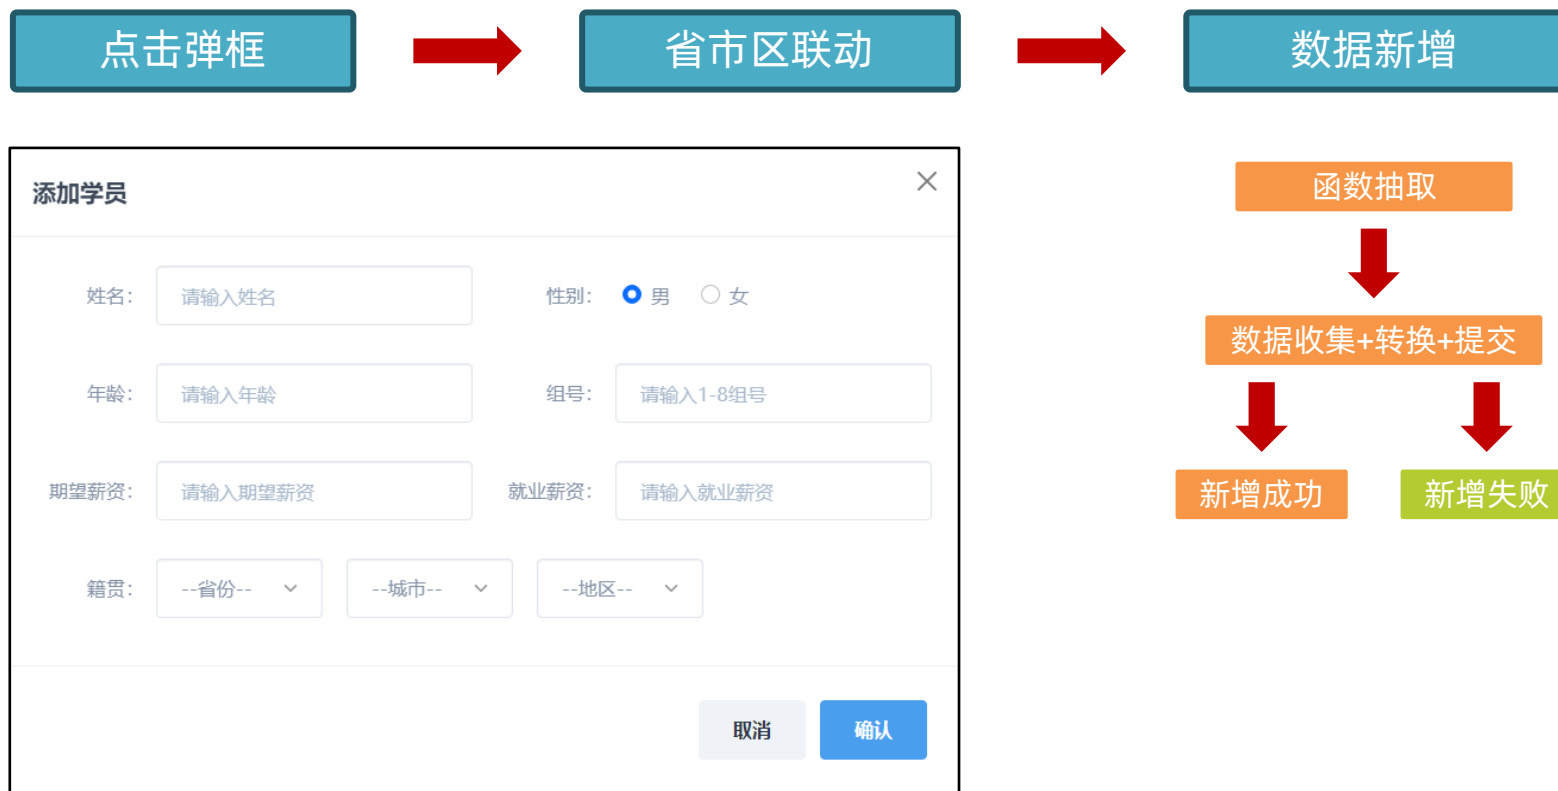 点击弹框
省市区联动
数据新增
添加学员
姓名：
请输入姓名
性别：
男
女
年龄：
请输入年龄
组号：
请输入1-8组号
期望薪资：
请输入期望薪资
就业薪资：
请输入就业薪资
籍贯：
--省份--
--城市--
--地区--
取消
确认
函数抽取
数据收集+转换+提交
新增成功
新增失败